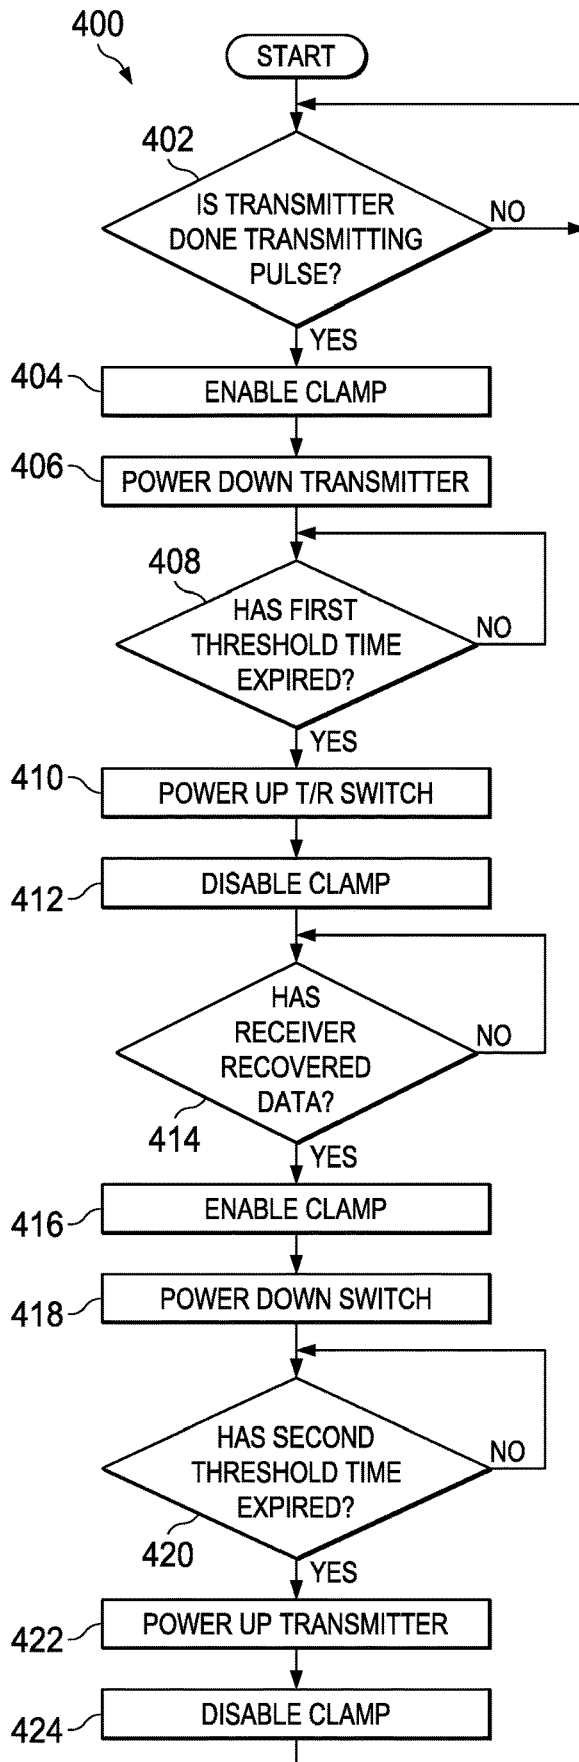 400
START
402
IS TRANSMITTER
DONE TRANSMITTING
PULSE?
NO
YES
404
ENABLE CLAMP
406
POWER DOWN TRANSMITTER
408
HAS FIRST
THRESHOLD TIME
EXPIRED?
NO
YES
410
POWER UP T/R SWITCH
412
DISABLE CLAMP
HAS
RECEIVER
RECOVERED
DATA?
NO
414
YES
416
ENABLE CLAMP
418
POWER DOWN SWITCH
HAS SECOND
THRESHOLD TIME
EXPIRED?
NO
420
YES
422
POWER UP TRANSMITTER
424
DISABLE CLAMP